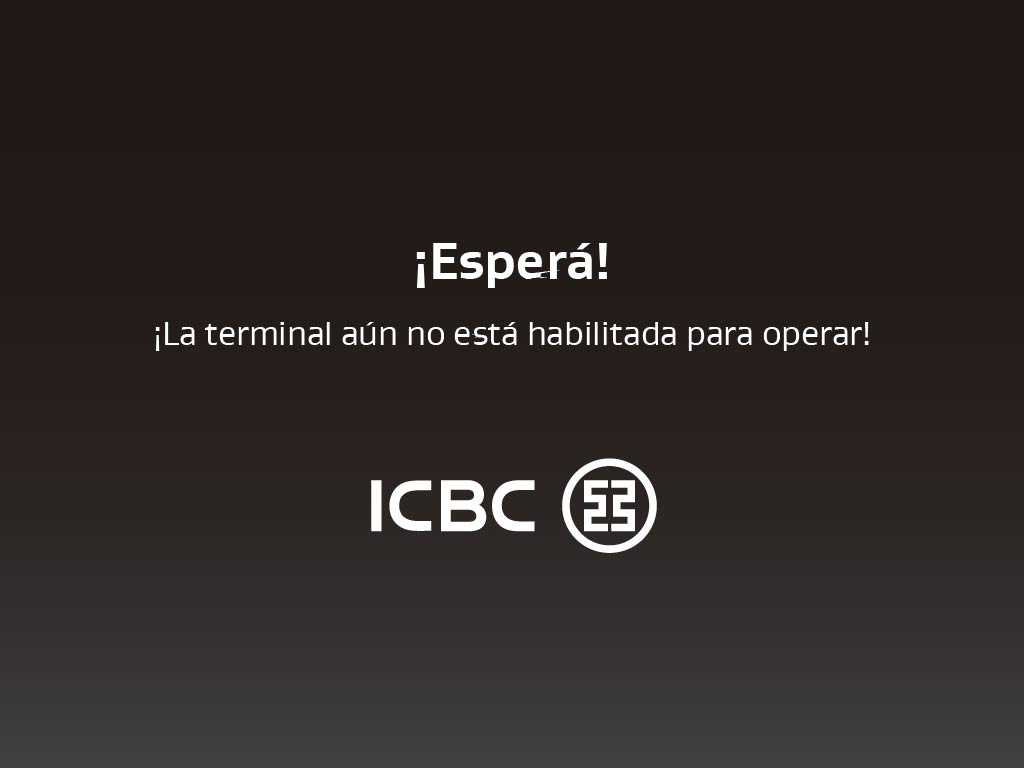 ¡Esperá!
¡La terminal aún no está habilitada para operar!
ICBC